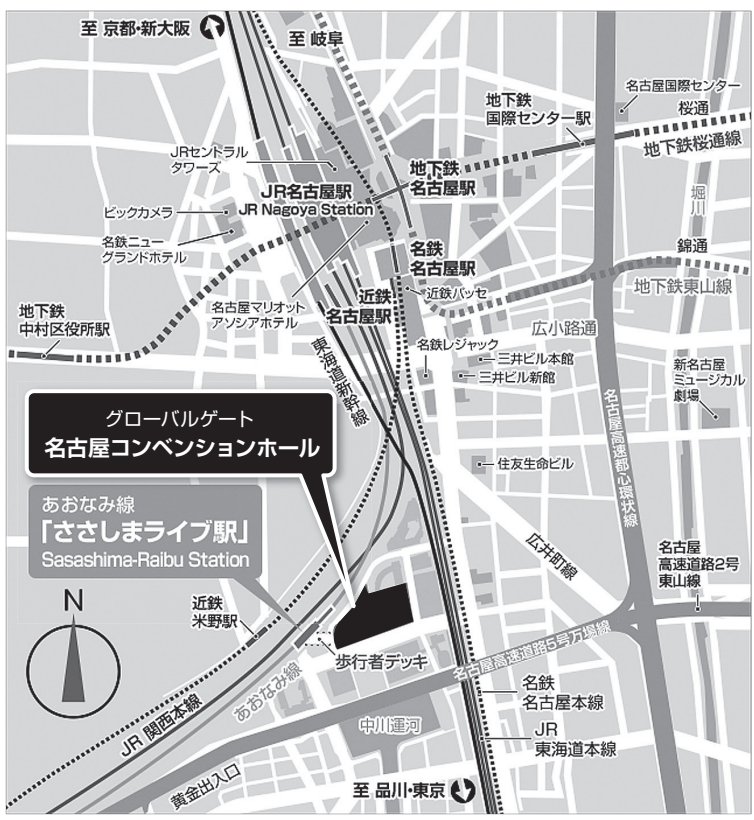 至 京都・新大阪
至 岐阜
名古屋国際センター
地下鉄
国際センター駅
桜通
地下鉄桜通線
JRセントラル
タワーズ
地下鉄
名古屋駅
JR名古屋駅
JR Nagoya Station
堀川
ビックカメラ
名鉄ニュー
グランドホテル
名鉄
名古屋駅
錦通
地下鉄東山線
近鉄
名古屋駅
近鉄パッセ
名古屋マリオット
アソシアホテル
地下鉄
中村区役所駅
広小路通
東海道新幹線
名鉄レジャック
三井ビル本館
三井ビル新館
新名古屋
ミュージカル
劇場
グローバルゲート
名古屋コンベンションホール
名古屋高速都心環状線
住友生命ビル
あおなみ線
「ささしまライブ駅」
Sasashima-Raibu Station
広井町線
名古屋
高速道路2号
東山線
N
近鉄
米野駅
歩行者デッキ
名古屋高速道路5号万場線
あおなみ線
名鉄
名古屋本線
JR 関西本線
中川運河
JR
東海道本線
黄金出入口
至 品川・東京